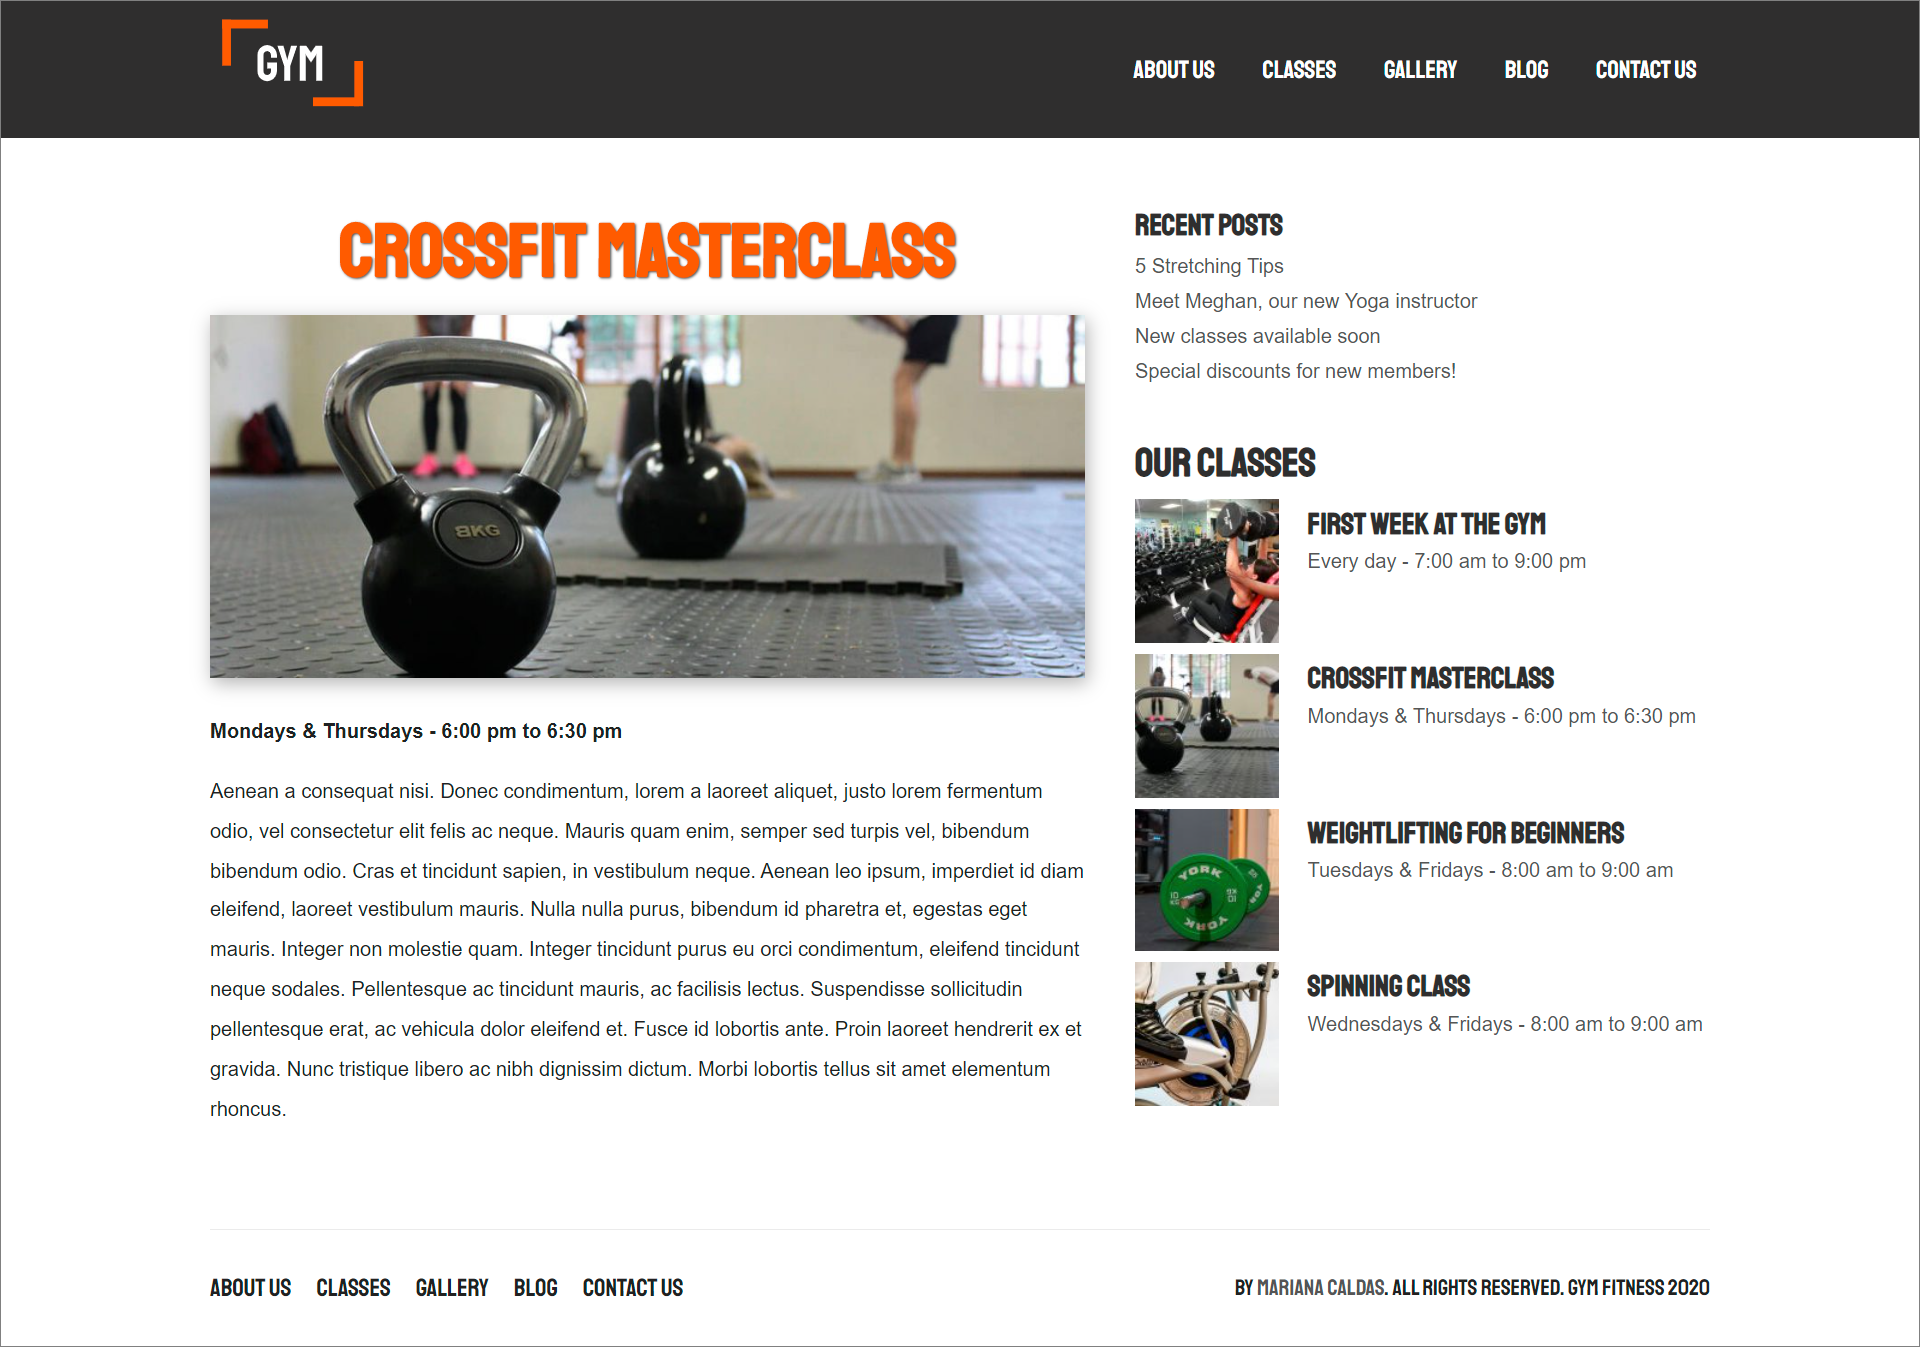 GYM
ABOUT US CLASSES GALLERY BLOG CONTACT US
CROSSFIT MASTERCLASS
8KG
Mondays & Thursdays - 6:00 pm to 6:30 pm
Aenean a consequat nisi. Donec condimentum, lorem a laoreet aliquet, justo lorem fermentum
odio, vel consectetur elit felis ac neque. Mauris quam enim, semper sed turpis vel, bibendum
bibendum odio. Cras et tincidunt sapien, in vestibulum neque. Aenean leo ipsum, imperdiet id diam
eleifend, laoreet vestibulum mauris. Nulla nulla purus, bibendum id pharetra et, egestas eget
mauris. Integer non molestie quam. Integer tincidunt purus eu orci condimentum, eleifend tincidunt
neque sodales. Pellentesque ac tincidunt mauris, ac facilisis lectus. Suspendisse sollicitudin
pellentesque erat, ac vehicula dolor eleifend et. Fusce id lobortis ante. Proin laoreet hendrerit ex et
gravida. Nunc tristique libero ac nibh dignissim dictum. Morbi lobortis tellus sit amet elementum
rhoncus.
RECENT POSTS
5 Stretching Tips
Meet Meghan, our new Yoga instructor
New classes available soon
Special discounts for new members!
OUR CLASSES
FIRST WEEK AT THE GYM
Every day - 7:00 am to 9:00 pm
CROSSFIT MASTERCLASS
Mondays & Thursdays - 6:00 pm to 6:30 pm
YORK
10 KG
YORK
WEIGHTLIFTING FOR BEGINNERS
Tuesdays & Fridays - 8:00 am to 9:00 am
SPINNING CLASS
Wednesdays & Fridays - 8:00 am to 9:00 am
ABOUT US CLASSES GALLERY BLOG CONTACT US
BY MARIANA CALDAS. ALL RIGHTS RESERVED. GYM FITNESS 2020